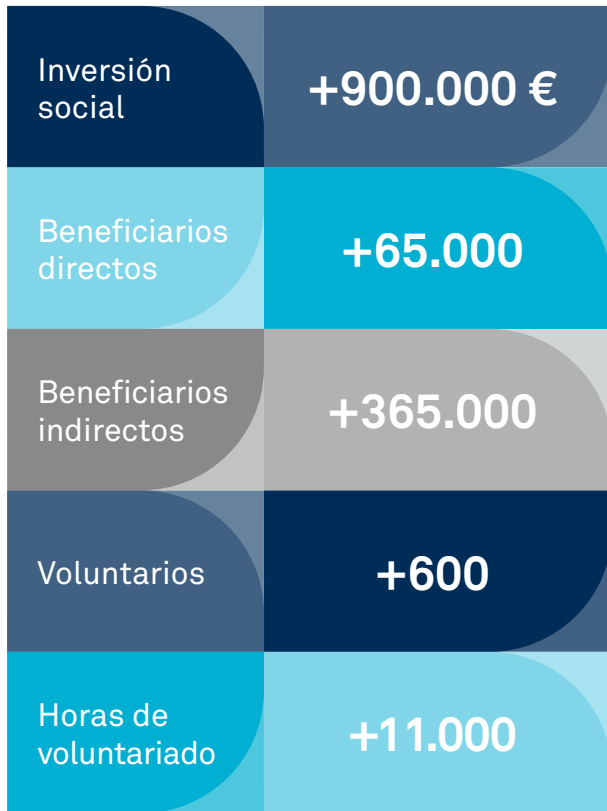 Inversión
social
+900.000 €
Beneficiarios
directos
+65.000
Beneficiarios
indirectos
+365.000
Voluntarios
+600
Horas de
voluntariado
+11.000